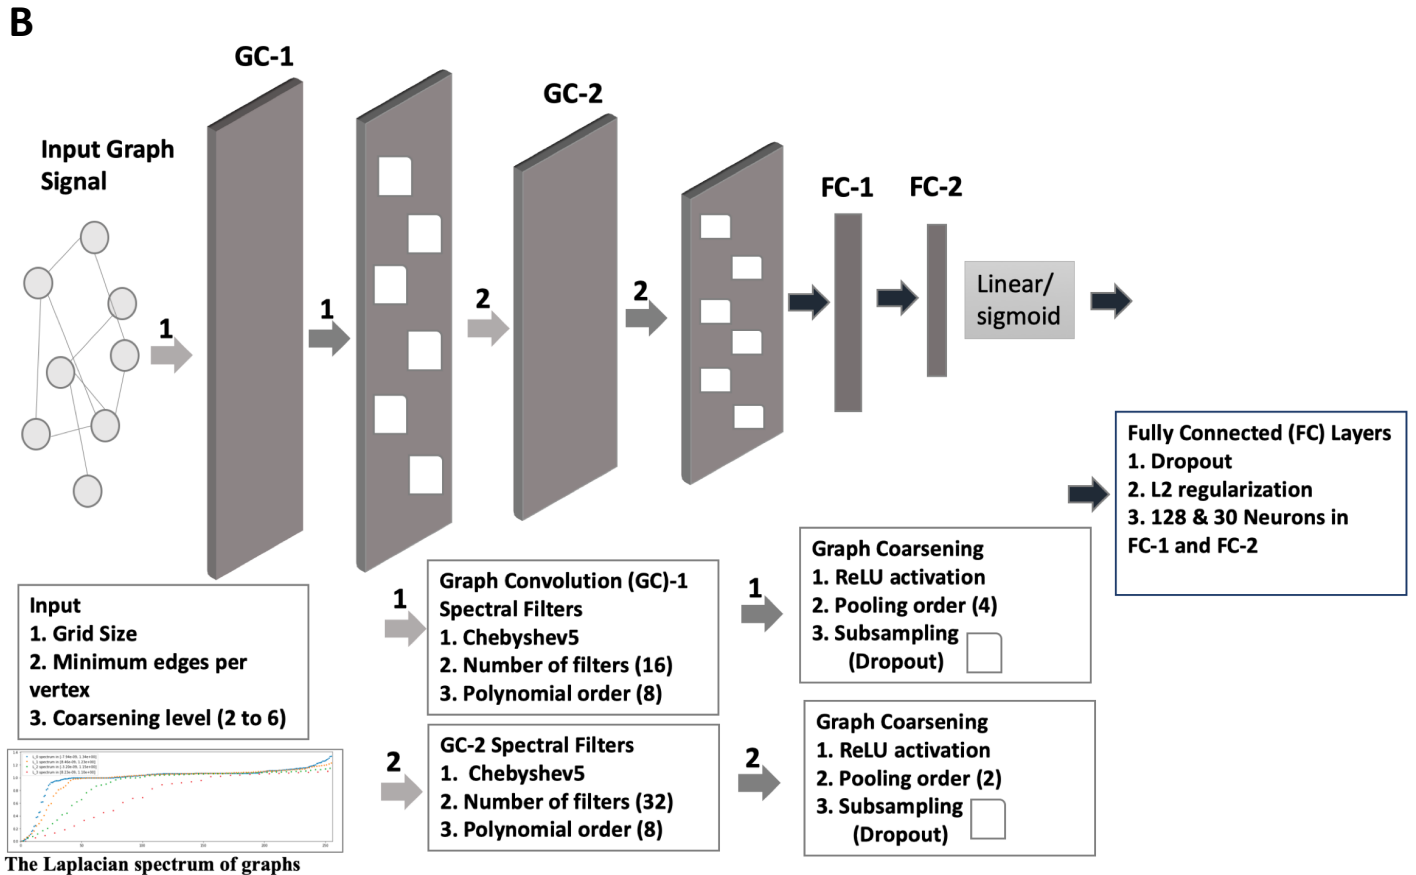 B
GC-1
GC-2
Input Graph
Signal
FC-1
FC-2
1
1
2
2
Linear/
sigmoid
Input
1. Grid Size
2. Minimum edges per
vertex
3. Coarsening level (2 to 6)
1
Graph Convolution (GC)-1
Spectral Filters
1. Chebyshev5
2. Number of filters (16)
3. Polynomial order (8)
1
Graph Coarsening
1. ReLU activation
2. Pooling order (4)
3. Subsampling
(Dropout)
Fully Connected (FC) Layers
1. Dropout
2. L2 regularization
3. 128 & 30 Neurons in
FC-1 and FC-2
2
GC-2 Spectral Filters
1. Chebyshev5
2. Number of filters (32)
3. Polynomial order (8)
2
Graph Coarsening
1. ReLU activation
2. Pooling order (2)
3. Subsampling
(Dropout)
The Laplacian spectrum of graphs